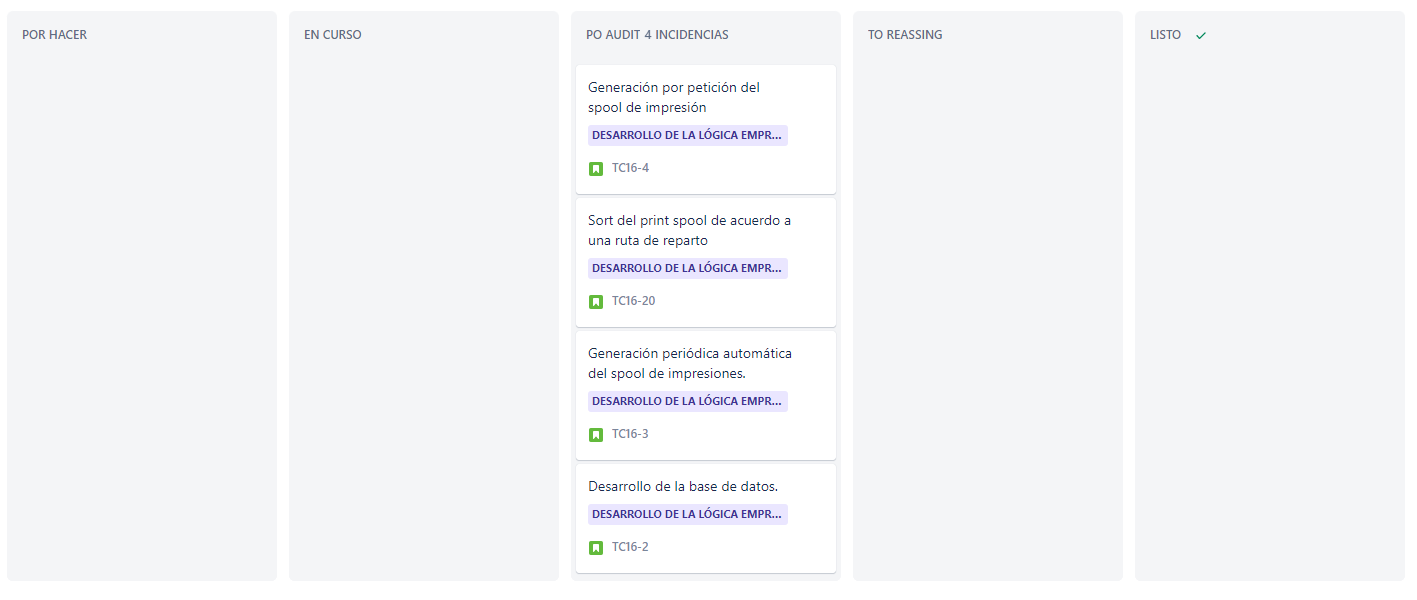 POR HACER
EN CURSO
PO AUDIT 4 INCIDENCIAS
Generación por petición del
spool de impresión
DESARROLLO DE LA LÓGICA EMPR...
TC16-4
Sort del print spool de acuerdo a
una ruta de reparto
DESARROLLO DE LA LÓGICA EMPR...
TC16-20
Generación periódica automática
del spool de impresiones.
DESARROLLO DE LA LÓGICA EMPR...
TC16-3
Desarrollo de la base de datos.
DESARROLLO DE LA LÓGICA EMPR...
TC16-2
TO REASSING
LISTO